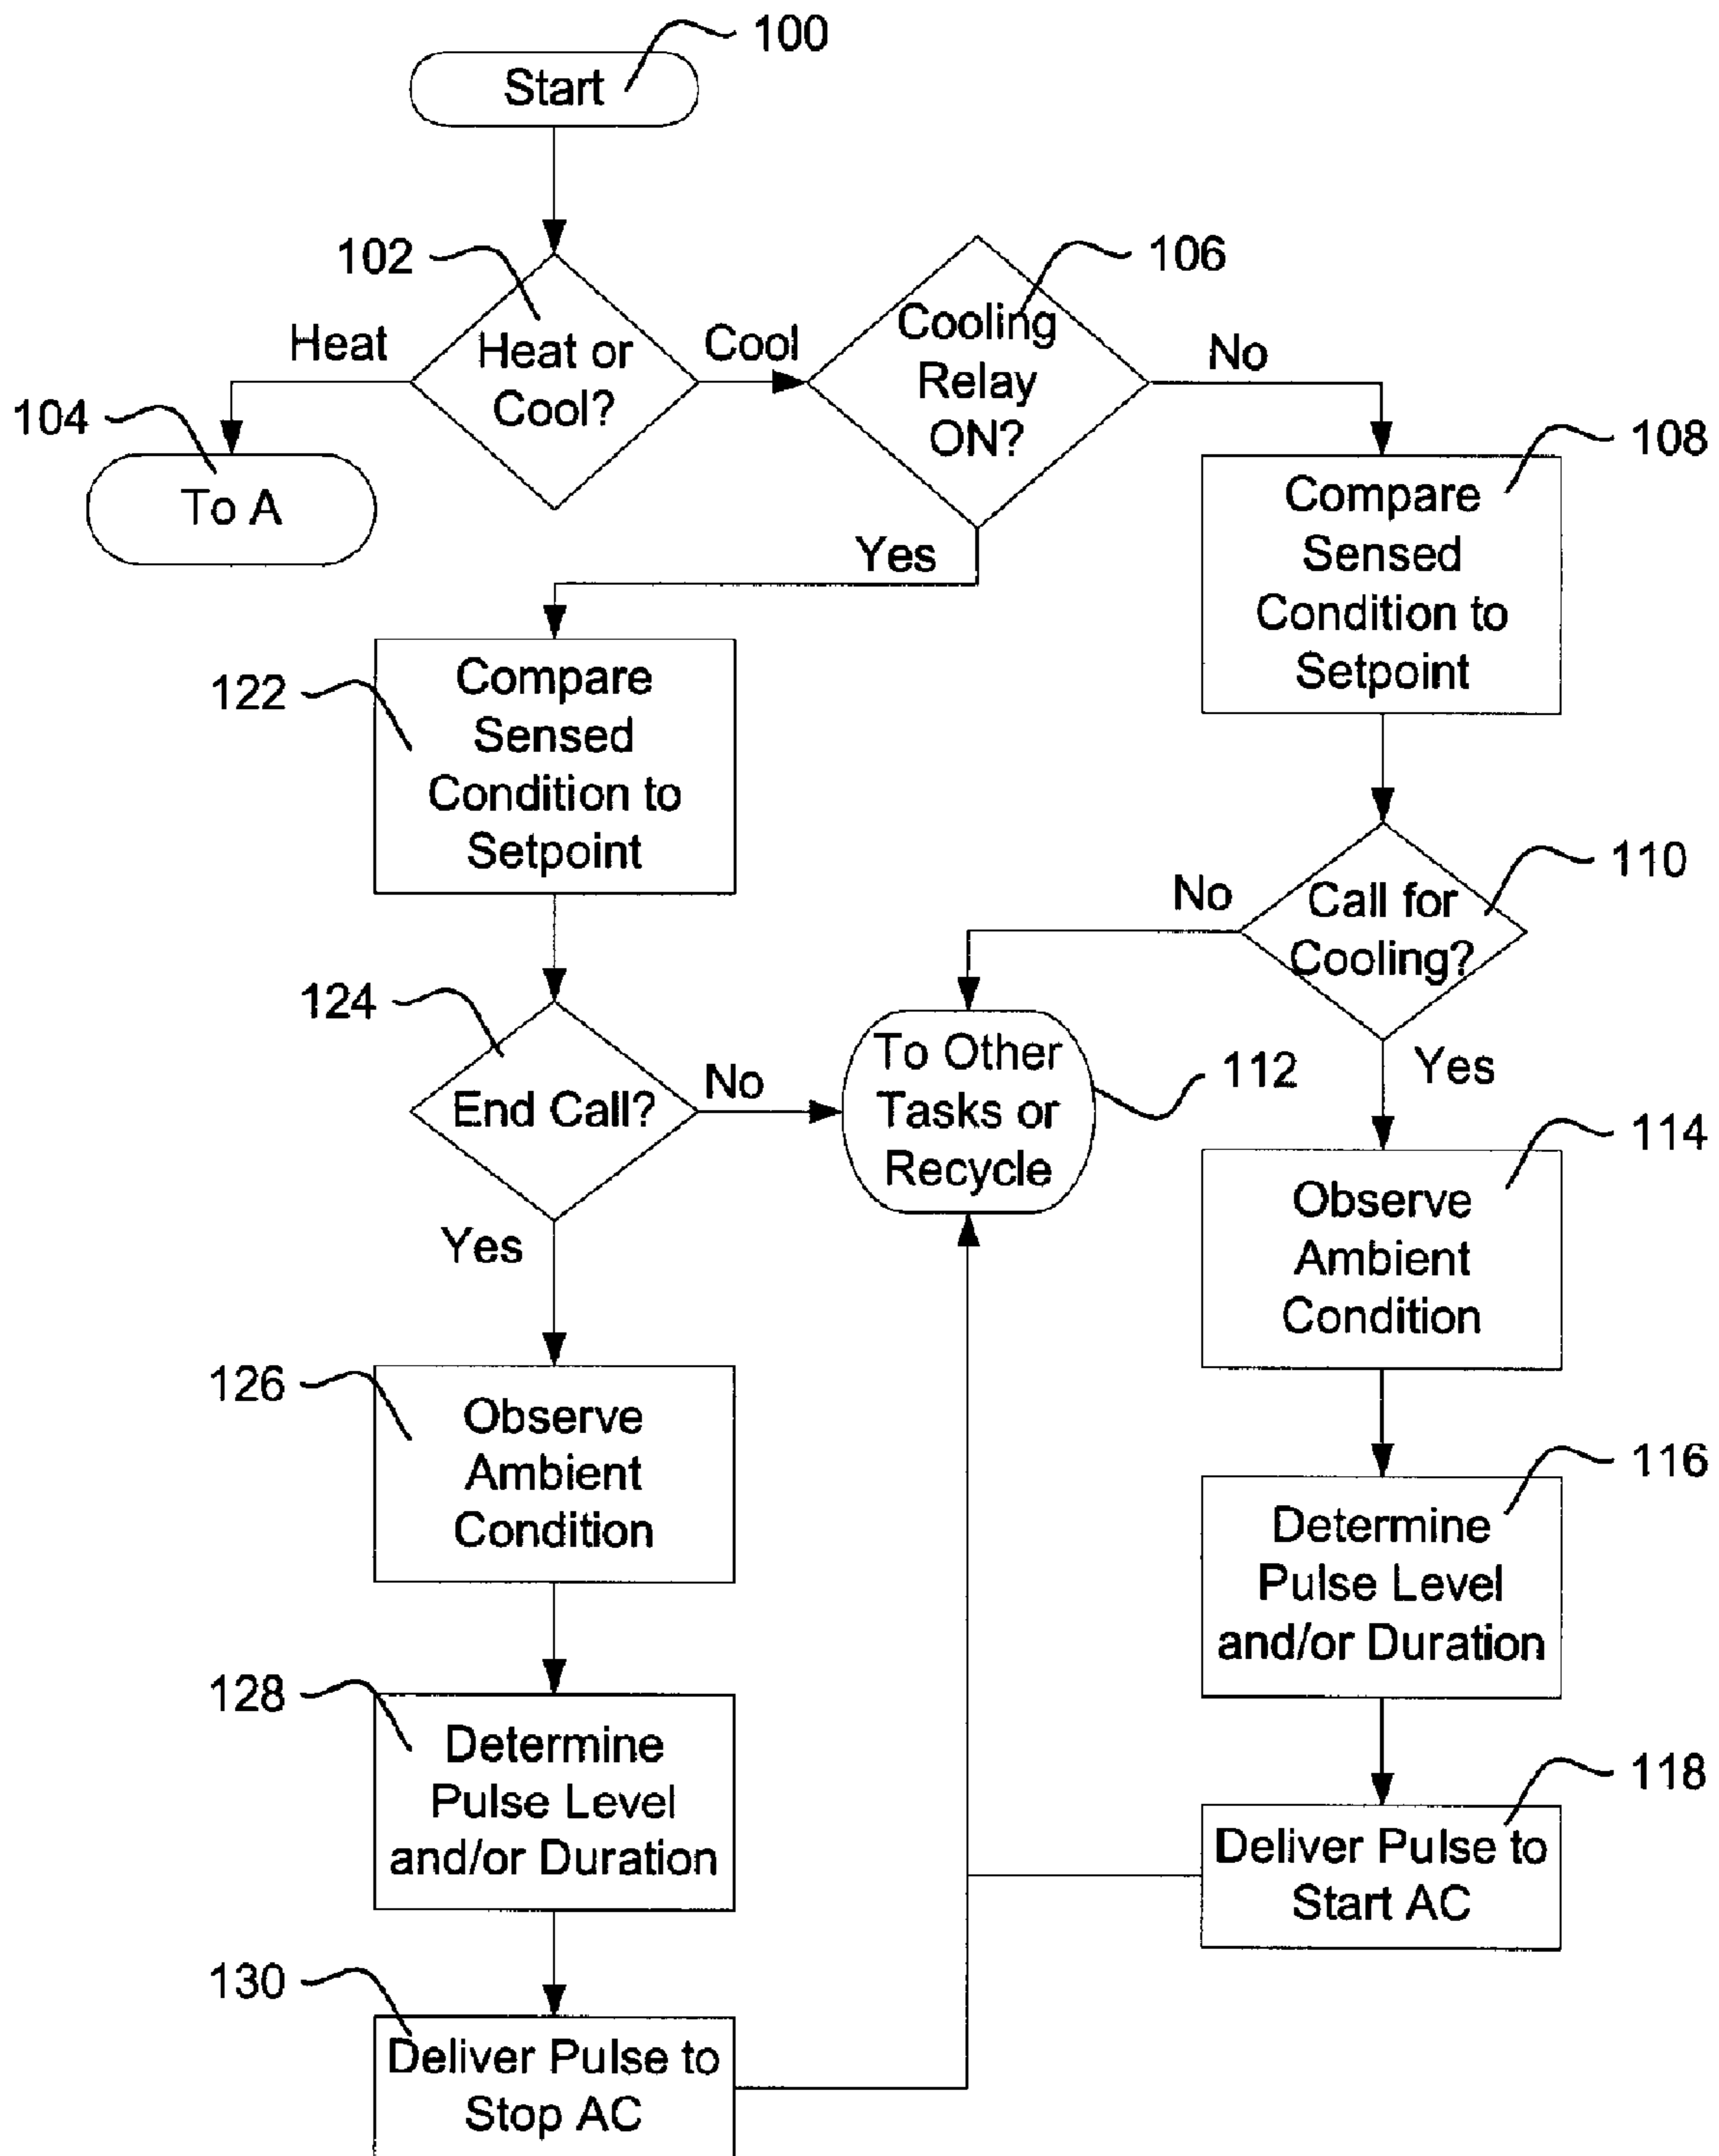 100
Start
102
106
Heat
Heat or
Cool?
Cool
Cooling
Relay
ON?
No
104
To A
108
Compare
Sensed
Condition to
Setpoint
Yes
122
Compare
Sensed
Condition to
Setpoint
110
Call for
Cooling?
No
124
End Call?
No
To Other
Tasks or
Recycle
112
Yes
114
Observe
Ambient
Condition
Yes
126
Observe
Ambient
Condition
116
Determine
Pulse Level
and/or Duration
128
Determine
Pulse Level
and/or Duration
118
Deliver Pulse to
Start AC
130
Deliver Pulse to
Stop AC